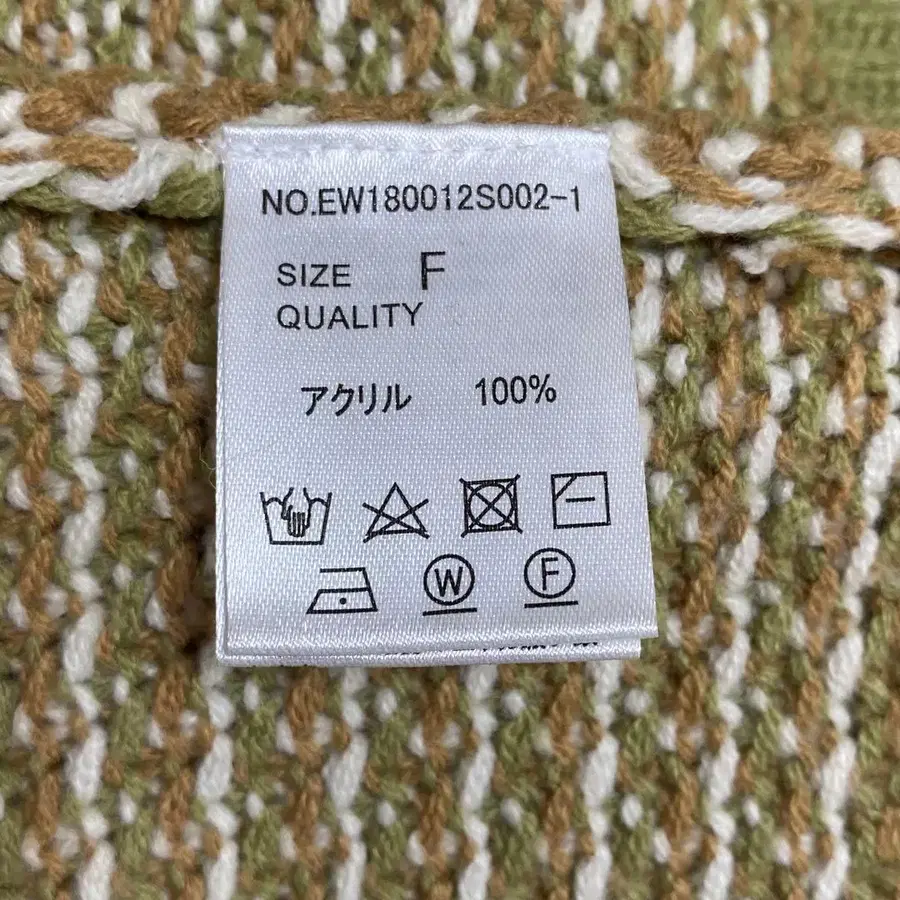 NO.EW180012S002-1
SIZE F
QUALITY
アクリル 100%
W F